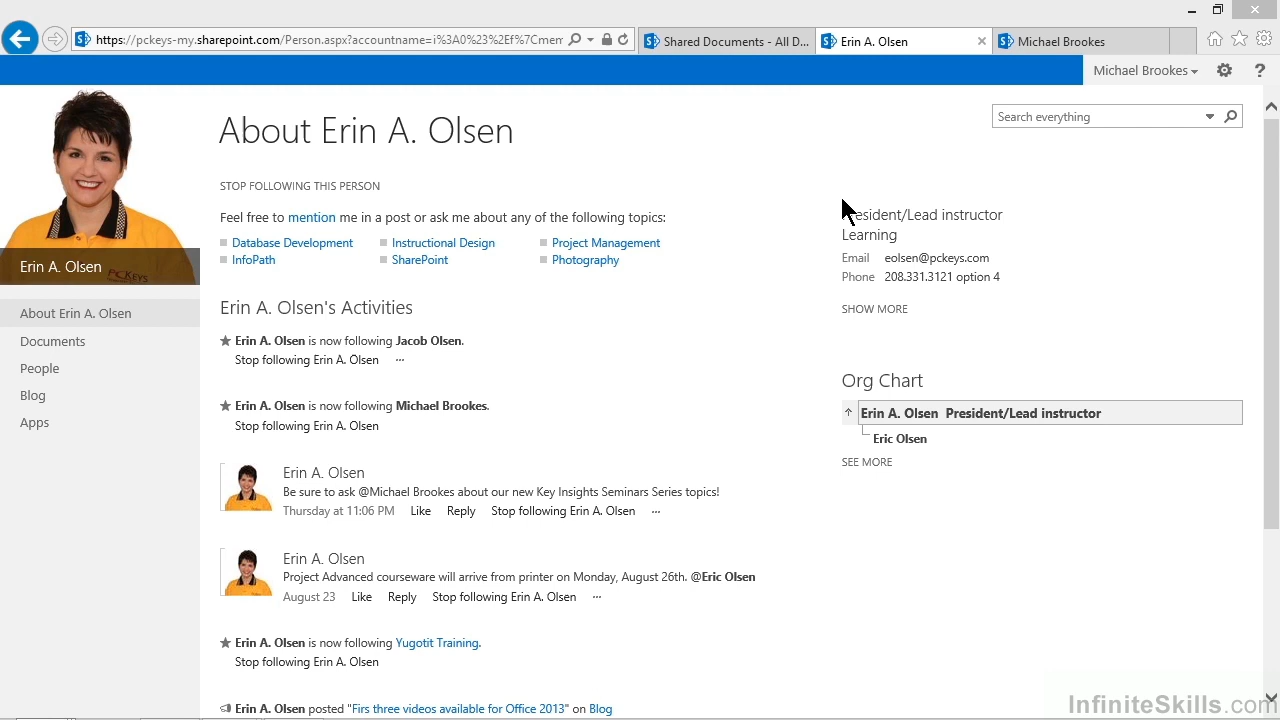 https://pckeys-my.sharepoint.com/Person.aspx?accountname=i%3A0%23%2Ef%7Cmem
Shared Documents - All D...
Erin A. Olsen
Michael Brookes
Michael Brookes
?
About Erin A. Olsen
Search everything
STOP FOLLOWING THIS PERSON
Feel free to mention me in a post or ask me about any of the following topics:
Database Development
Instructional Design
Project Management
InfoPath
SharePoint
Photography
PCKEYS
Erin A. Olsen
About Erin A. Olsen
Documents
People
Blog
Apps
Erin A. Olsen's Activities
Erin A. Olsen is now following Jacob Olsen.
Stop following Erin A. Olsen ...
Erin A. Olsen is now following Michael Brookes.
Stop following Erin A. Olsen
Erin A. Olsen
Be sure to ask @Michael Brookes about our new Key Insights Seminars Series topics!
Thursday at 11:06 PM Like Reply Stop following Erin A. Olsen ...
Erin A. Olsen
Project Advanced courseware will arrive from printer on Monday, August 26th. @Eric Olsen
August 23 Like Reply Stop following Erin A. Olsen ...
Erin A. Olsen is now following Yugotit Training.
Stop following Erin A. Olsen
Erin A. Olsen posted "Firs three videos available for Office 2013" on Blog
esident/Lead instructor
Learning
Email eolsen@pckeys.com
Phone 208.331.3121 option 4
SHOW MORE
Org Chart
Erin A. Olsen President/Lead instructor
Eric Olsen
SEE MORE
InfiniteSkills.com